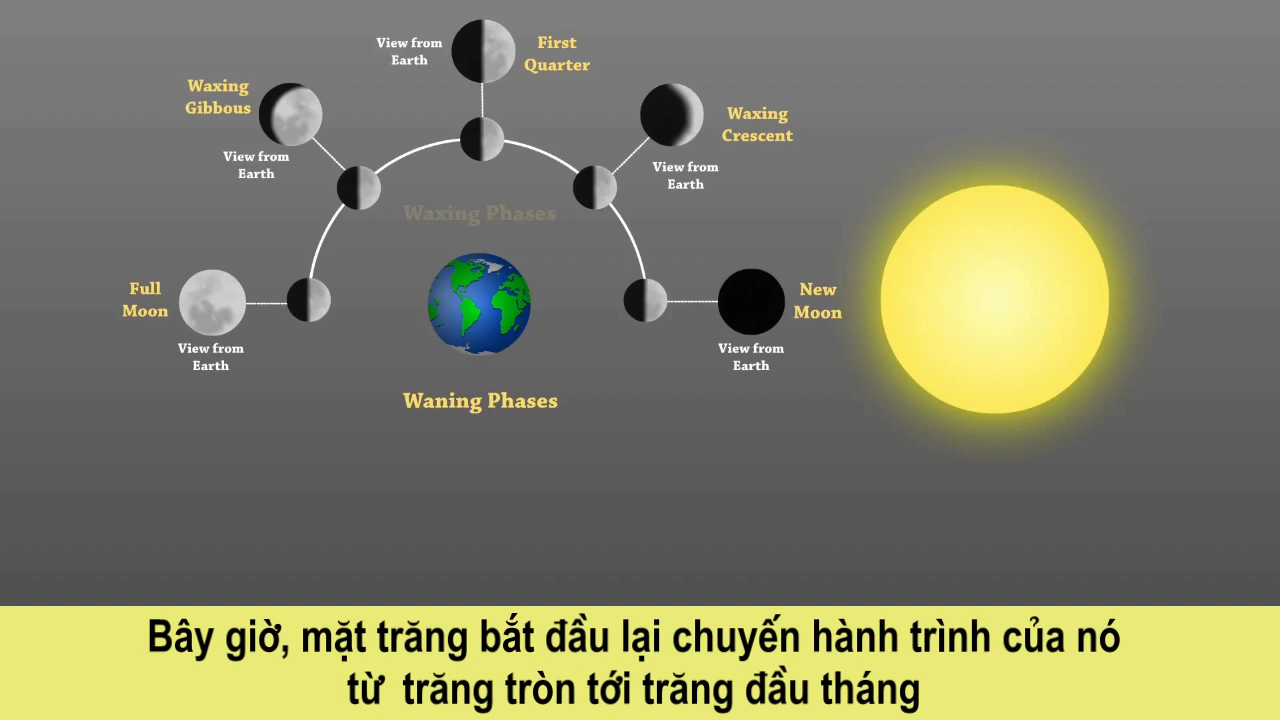 View from
Earth
First
Quarter
Waxing
Gibbous
View from
Earth
Waxing
Crescent
View from
Earth
Waxing Phases
Full
Moon
View from
Earth
New
Moon
View from
Earth
Waning Phases
Bây giờ, mặt trăng bắt đầu lại chuyến hành trình của nó
từ  trăng tròn tới trăng đầu tháng